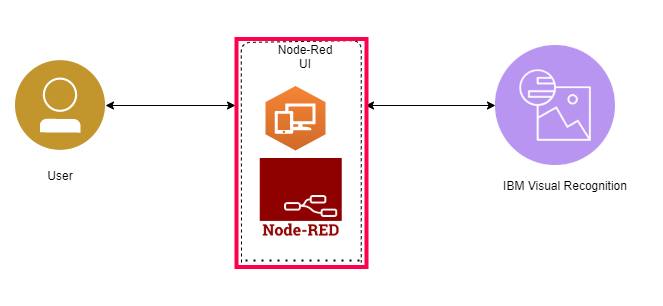 Node-Red
UI
Node-RED
User
IBM Visual Recognition